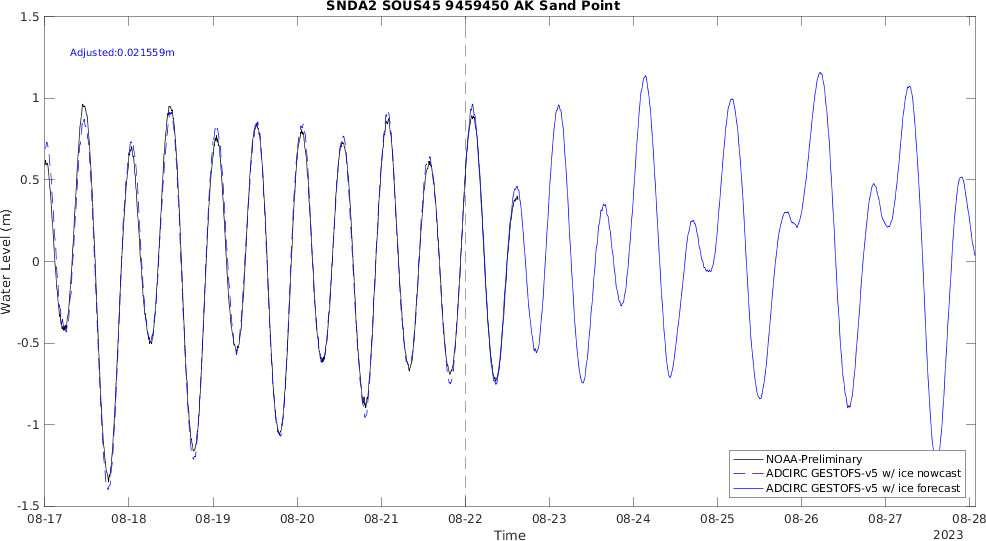 SNDA2 SOUS45 9459450 AK Sand Point
Adjusted:0.021559m
Water Level (m)
1.5
1
0.5
0
-0.5
-1
-1.5
NOAA-Preliminary
ADCIRC GESTOFS-v5 w/ ice nowcast
ADCIRC GESTOFS-v5 w/ ice forecast
08-17 08-18 08-19 08-20 08-21 08-22 08-23 08-24 08-25 08-26 08-27 08-28
Time
2023